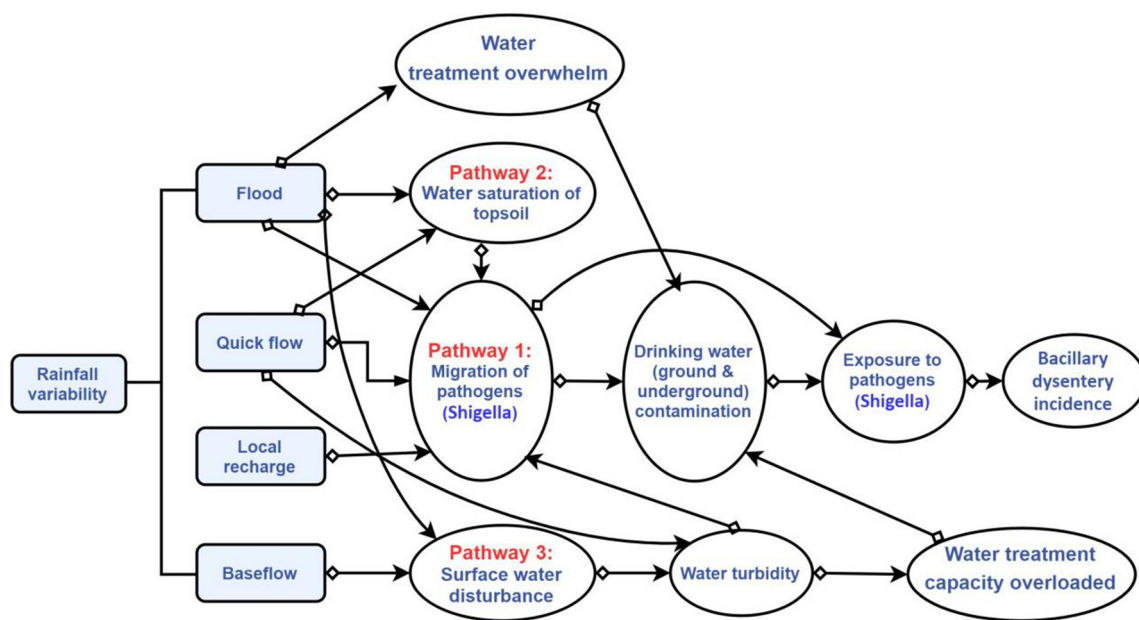 Water
treatment overwhelm
Flood
Pathway 2:
Water saturation of
topsoil
Quick flow
Rainfall
variability
Pathway 1:
Migration of
pathogens
(Shigella)
Drinking water
(ground &
underground)
contamination
Exposure to
pathogens
(Shigella)
Bacillary
dysentery
incidence
Local
recharge
Baseflow
Pathway 3:
Surface water
disturbance
Water turbidity
Water treatment
capacity overloaded